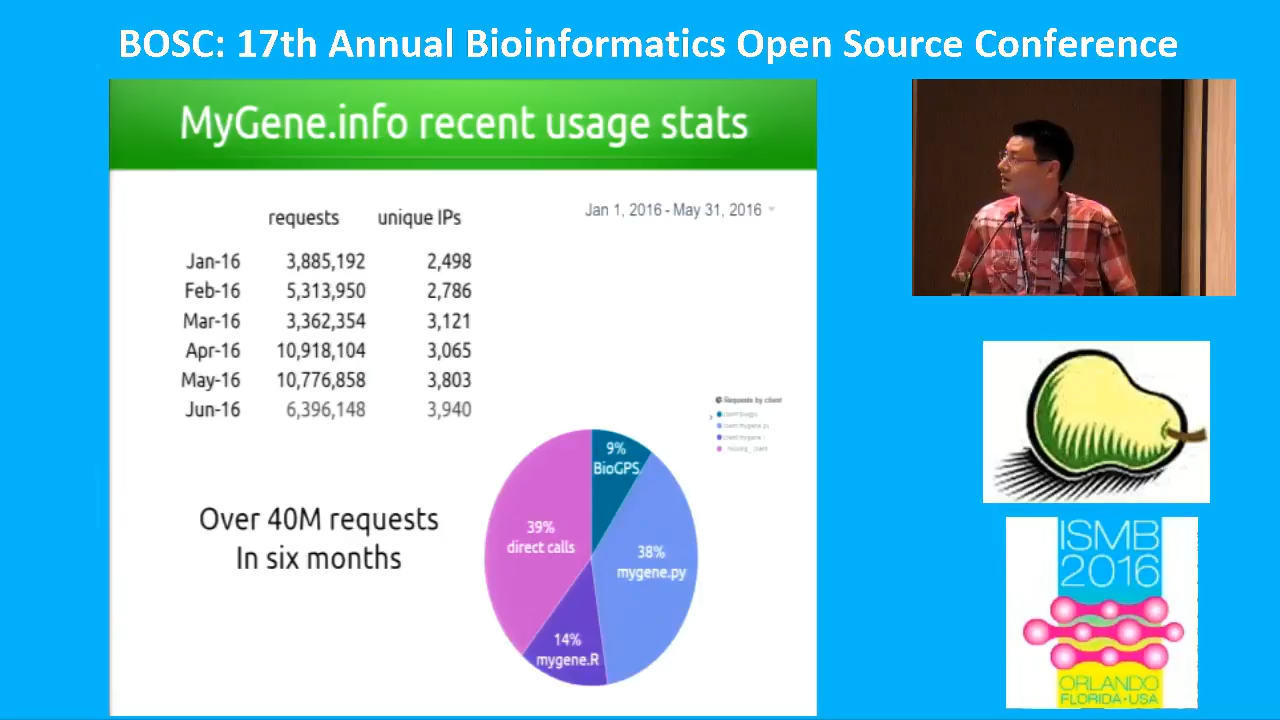 BOSC: 17th Annual Bioinformatics Open Source Conference
MyGene.info recent usage stats
requests unique IPs
Jan 1, 2016 - May 31, 2016
Jan-16 3,885,192 2,498
Feb-16 5,313,950 2,786
Mar-16 3,362,354 3,121
Apr-16 10,918,104 3,065
May-16 10,776,858 3,803
Jun-16 6,396,148 3,940
Over 40M requests
In six months
Requests by client
9%
BioGPS
38%
mygene.py
14%
mygene.R
39%
direct calls
ISMB
2016
ORLANDO
FLORIDA•USA